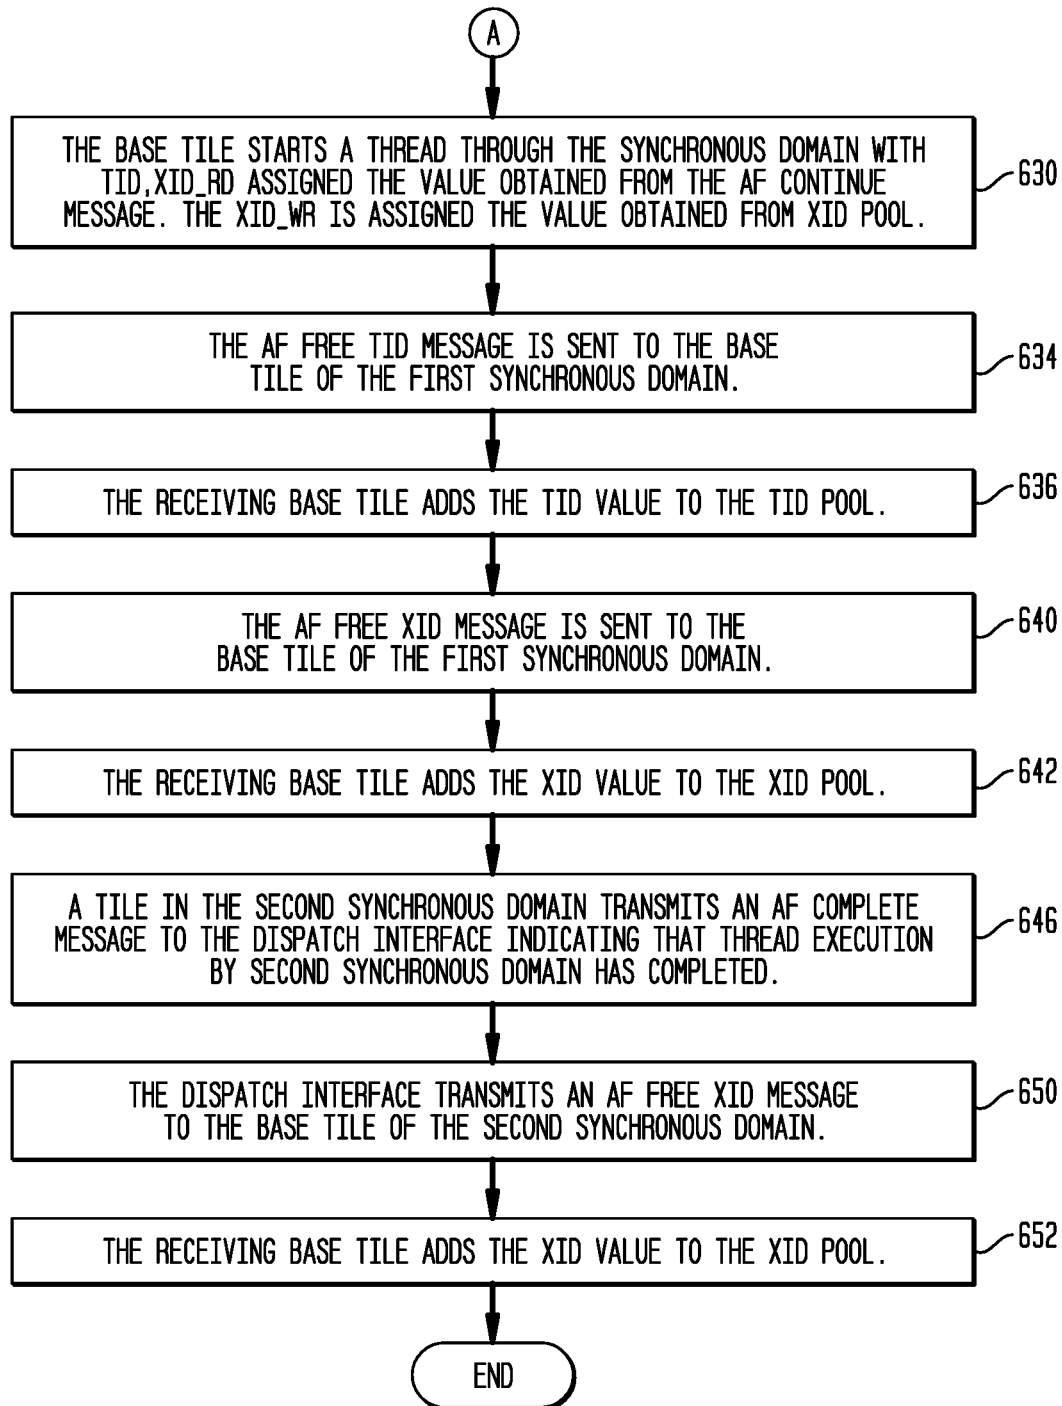 A
THE BASE TILE STARTS A THREAD THROUGH THE SYNCHRONOUS DOMAIN WITH
TID,XID_RD ASSIGNED THE VALUE OBTAINED FROM THE AF CONTINUE
MESSAGE. THE XID_WR IS ASSIGNED THE VALUE OBTAINED FROM XID POOL.
630
THE AF FREE TID MESSAGE IS SENT TO THE BASE
TILE OF THE FIRST SYNCHRONOUS DOMAIN.
634
THE RECEIVING BASE TILE ADDS THE TID VALUE TO THE TID POOL.
636
THE AF FREE XID MESSAGE IS SENT TO THE
BASE TILE OF THE FIRST SYNCHRONOUS DOMAIN.
640
THE RECEIVING BASE TILE ADDS THE XID VALUE TO THE XID POOL.
642
A TILE IN THE SECOND SYNCHRONOUS DOMAIN TRANSMITS AN AF COMPLETE
MESSAGE TO THE DISPATCH INTERFACE INDICATING THAT THREAD EXECUTION
BY SECOND SYNCHRONOUS DOMAIN HAS COMPLETED.
646
THE DISPATCH INTERFACE TRANSMITS AN AF FREE XID MESSAGE
TO THE BASE TILE OF THE SECOND SYNCHRONOUS DOMAIN.
650
THE RECEIVING BASE TILE ADDS THE XID VALUE TO THE XID POOL.
652
END